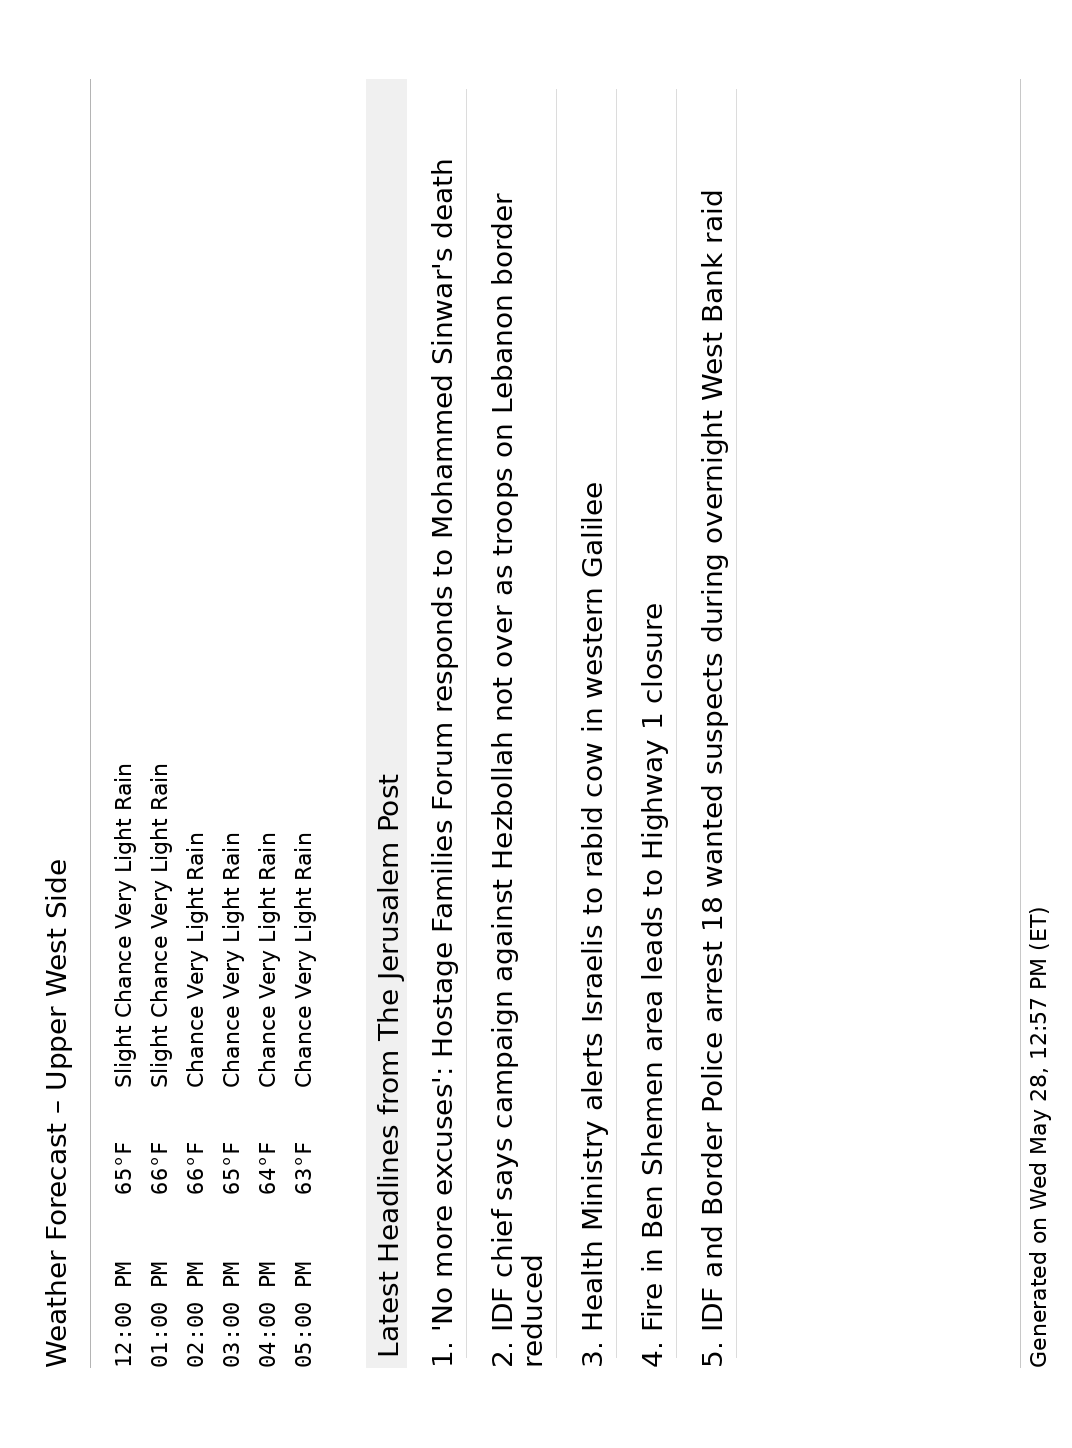 Weather Forecast – Upper West Side
12:00 PM 65°F Slight Chance Very Light Rain
01:00 PM 66°F Slight Chance Very Light Rain
02:00 PM 66°F Chance Very Light Rain
03:00 PM 65°F Chance Very Light Rain
04:00 PM 64°F Chance Very Light Rain
05:00 PM 63°F Chance Very Light Rain
Latest Headlines from The Jerusalem Post
1. 'No more excuses': Hostage Families Forum responds to Mohammed Sinwar's death
2. IDF chief says campaign against Hezbollah not over as troops on Lebanon border
reduced
3. Health Ministry alerts Israelis to rabid cow in western Galilee
4. Fire in Ben Shemen area leads to Highway 1 closure
5. IDF and Border Police arrest 18 wanted suspects during overnight West Bank raid
Generated on Wed May 28, 12:57 PM (ET)